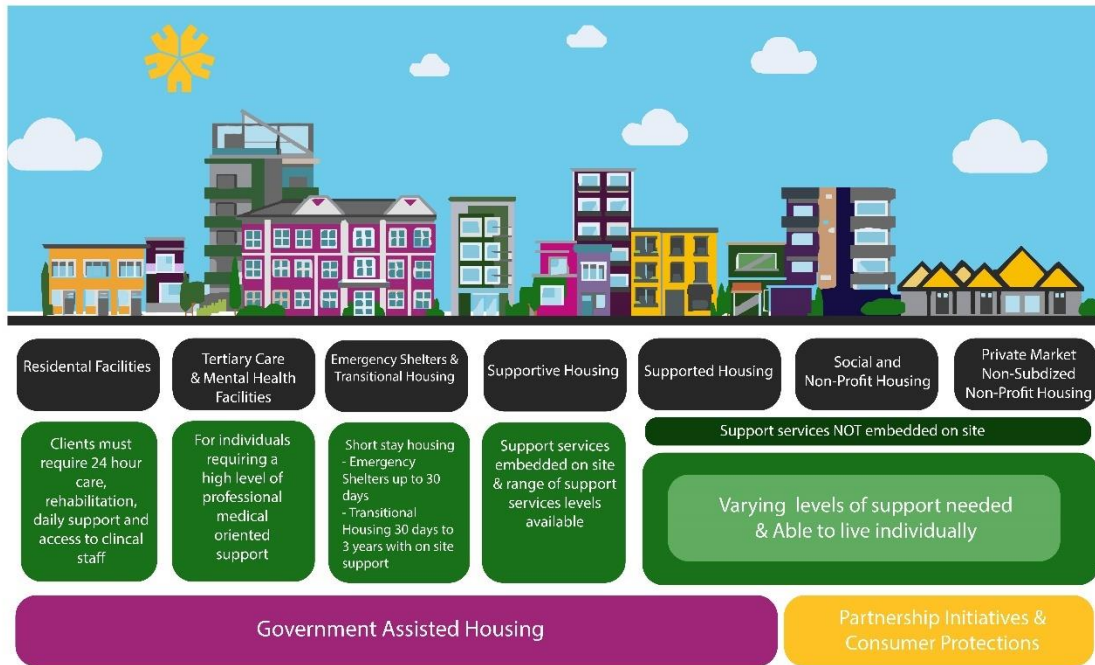 Residental Facilities
Tertiary Care
& Mental Health
Facilities
Emergency Shelters &
Transitional Housing
Supportive Housing
Supported Housing
Social and
Non-Profit Housing
Private Market
Non-Subdized
Non-Profit Housing
Clients must
require 24 hour
care,
rehabilitation,
daily support and
access to clincal
staff
For individuals
requiring a
high level of
professional
medical
oriented
support
Short stay housing
- Emergency
Shelters up to 30
days
- Transitional
Housing 30 days to
3 years with on site
support
Support services
embedded on site
& range of support
services levels
available
Support services NOT embedded on site
Varying levels of support needed
& Able to live individually
Government Assisted Housing
Partnership Initiatives &
Consumer Protections